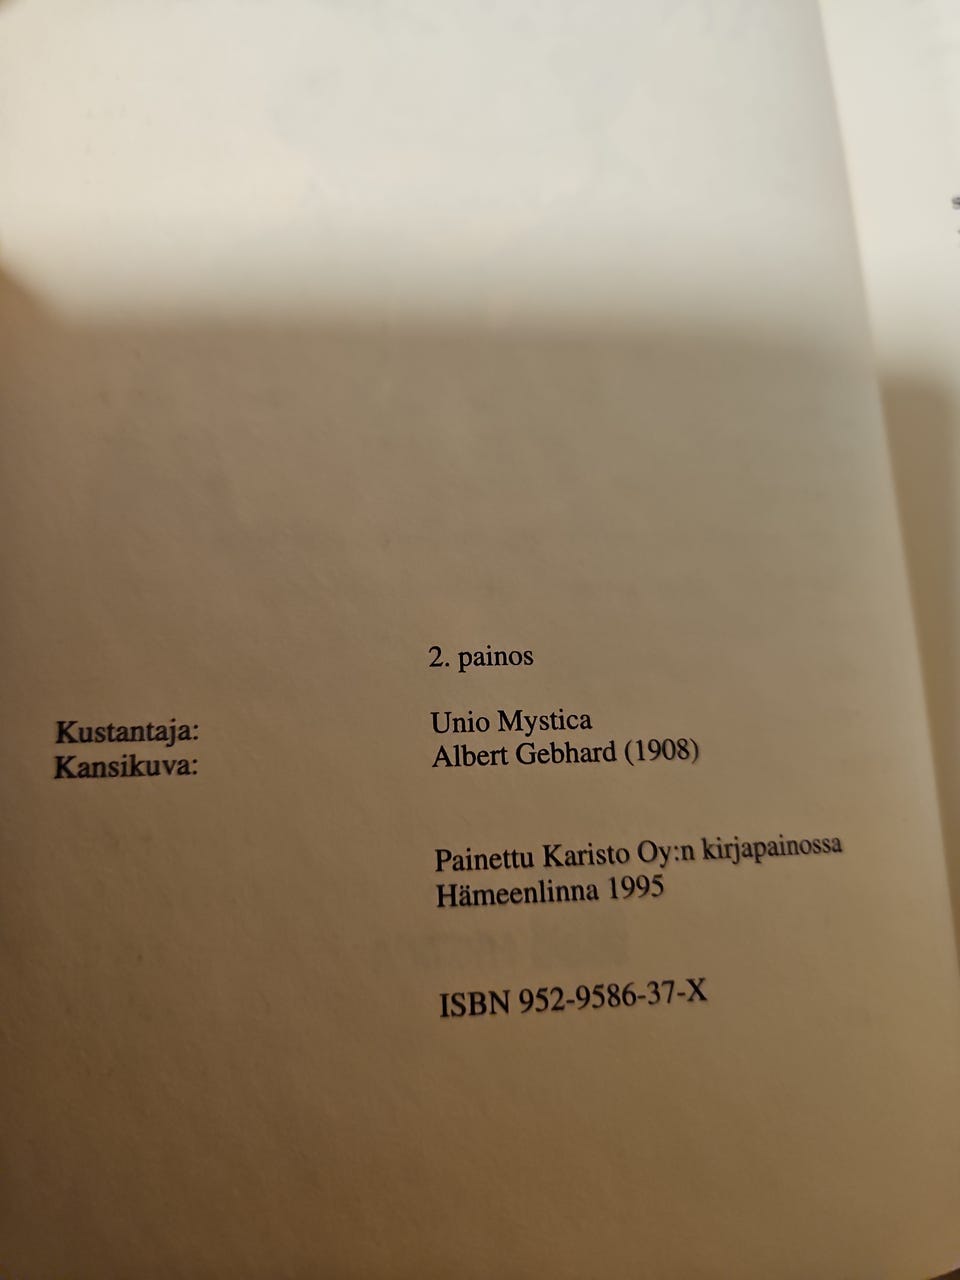 2. painos
Kustantaja: Unio Mystica
Kansikuva: Albert Gebhard (1908)
Painettu Karisto Oy:n kirjapainossa
Hämeenlinna 1995
ISBN 952-9586-37-X